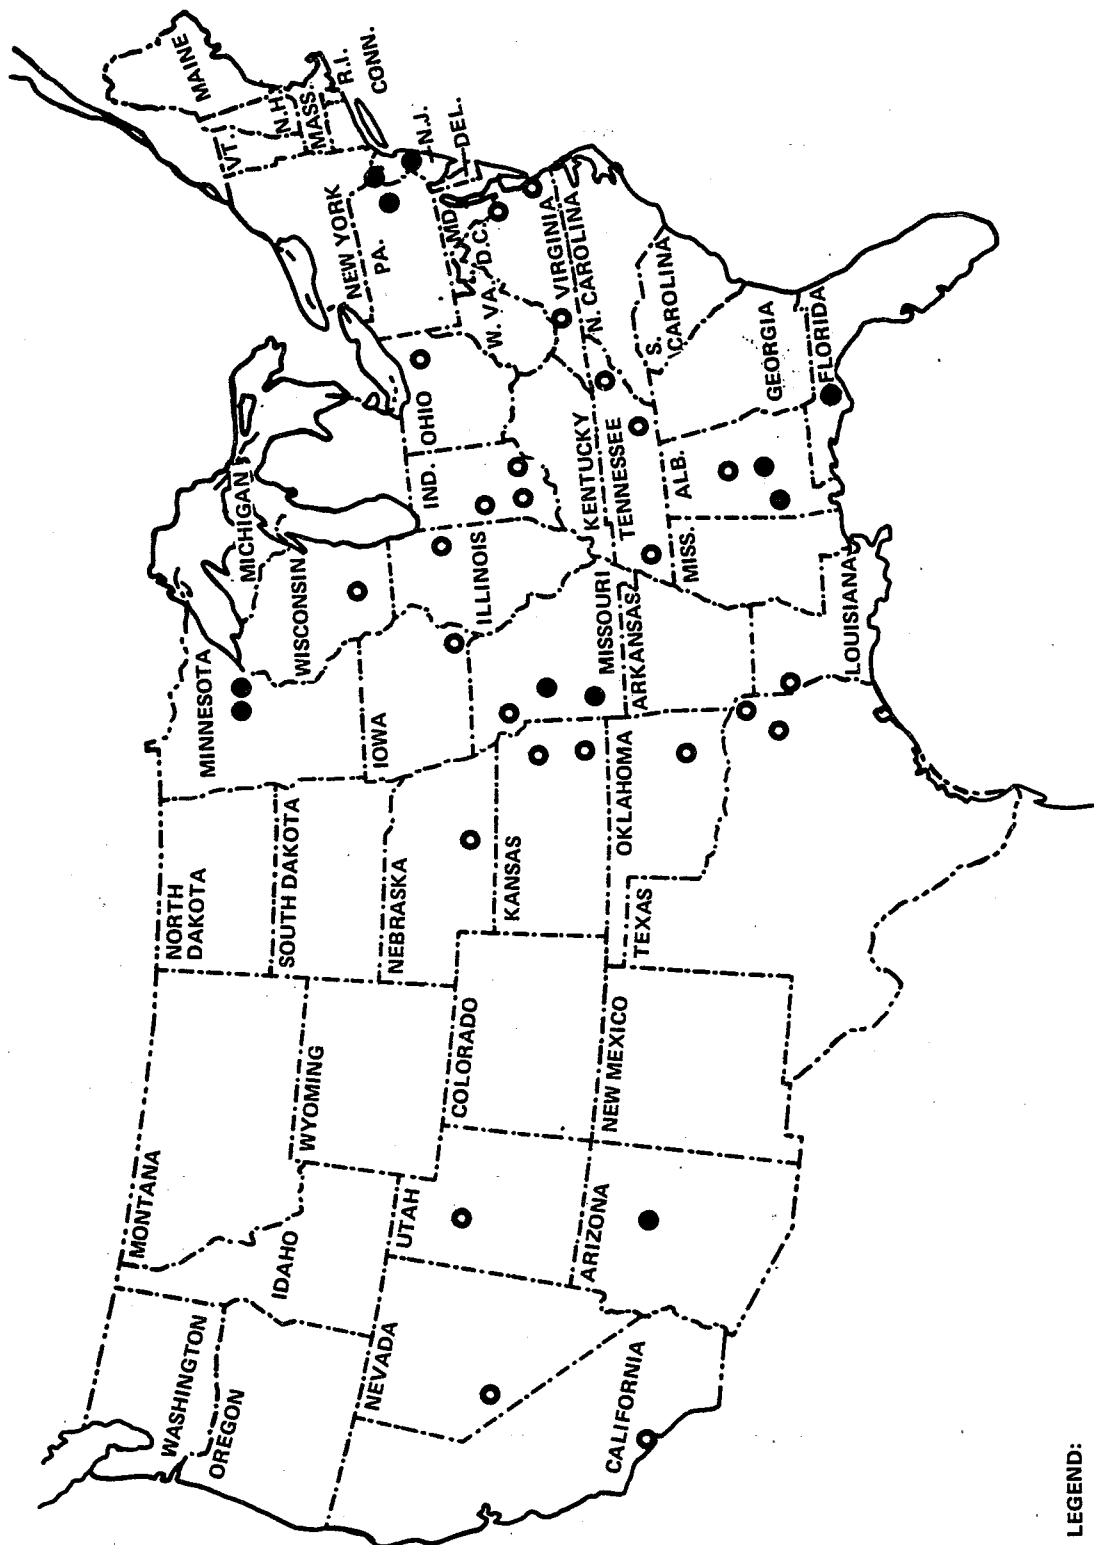 WASHINGTON
OREGON
CALIFORNIA
NEVADA
IDAHO
MONTANA
WYOMING
UTAH
ARIZONA
COLORADO
NEW MEXICO
NORTH
DAKOTA
SOUTH DAKOTA
NEBRASKA
KANSAS
OKLAHOMA
TEXAS
MINNESOTA
IOWA
MISSOURI
ARKANSAS
LOUISIANA
WISCONSIN
ILLINOIS
MICHIGAN
IND.
OHIO
KENTUCKY
TENNESSEE
MISS.
ALB.
GEORGIA
FLORIDA
S.
CAROLINA
N. CAROLINA
VIRGINIA
W. VA.
D.C.
MD.
DEL.
N.J.
PA.
NEW YORK
CONN.
R.I.
MASS.
VT.
N.H.
MAINE
LEGEND: